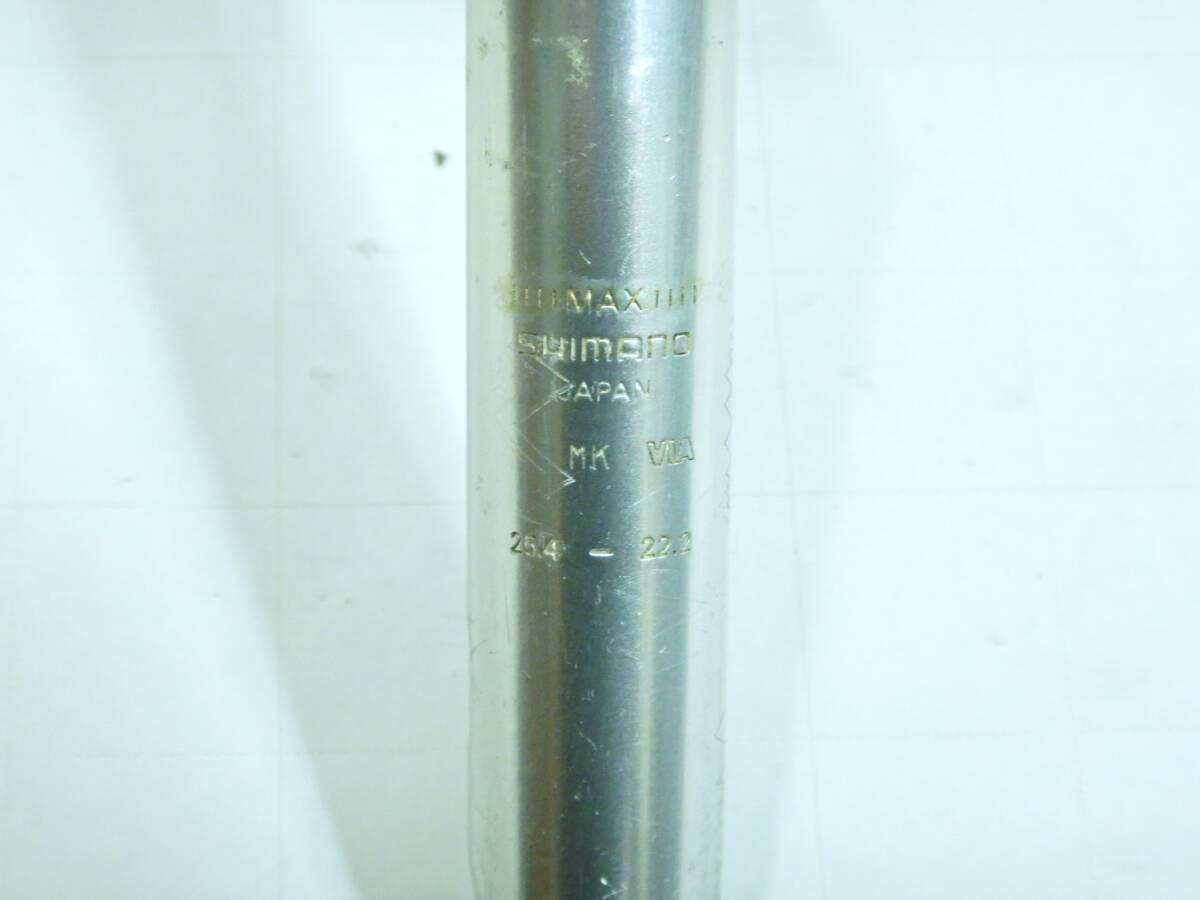 MAX
SHIMANO
JAPAN
MK VIA
25.4 - 22.2